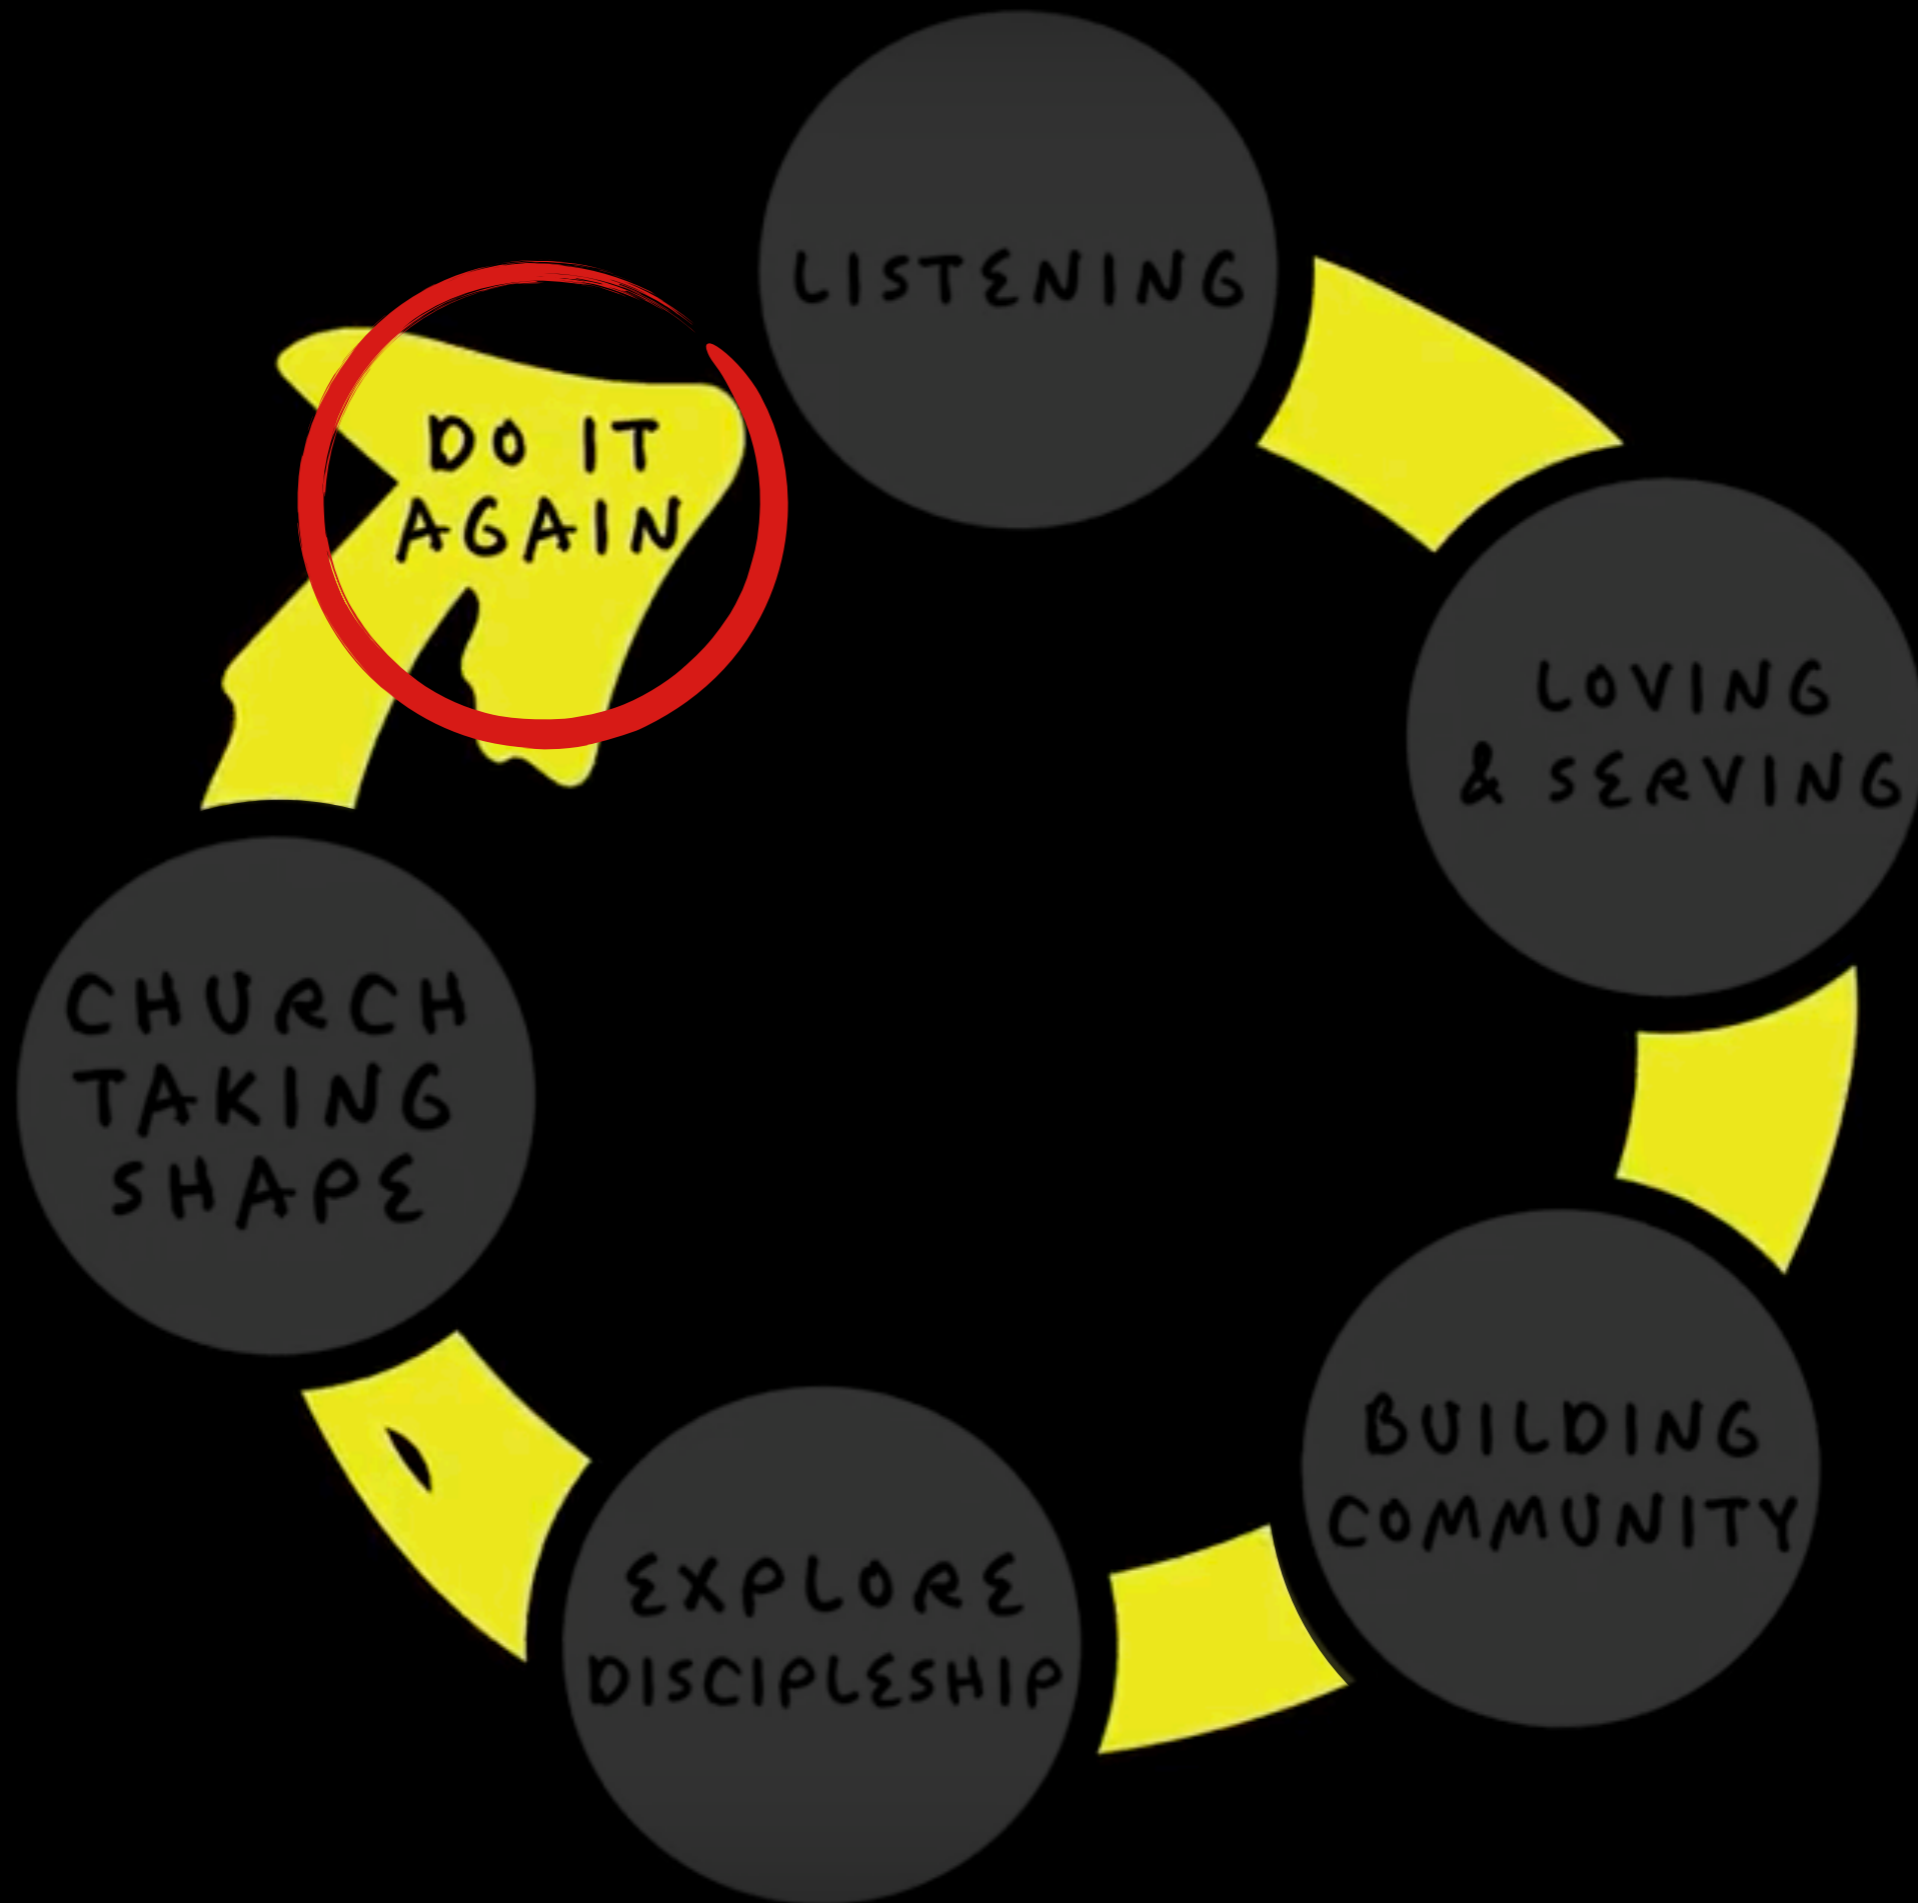 LISTENING
LOVING
& SERVING
BUILDING
COMMUNITY
EXPLORE
DISCIPLESHIP
CHURCH
TAKING
SHAPE
DO IT
AGAIN